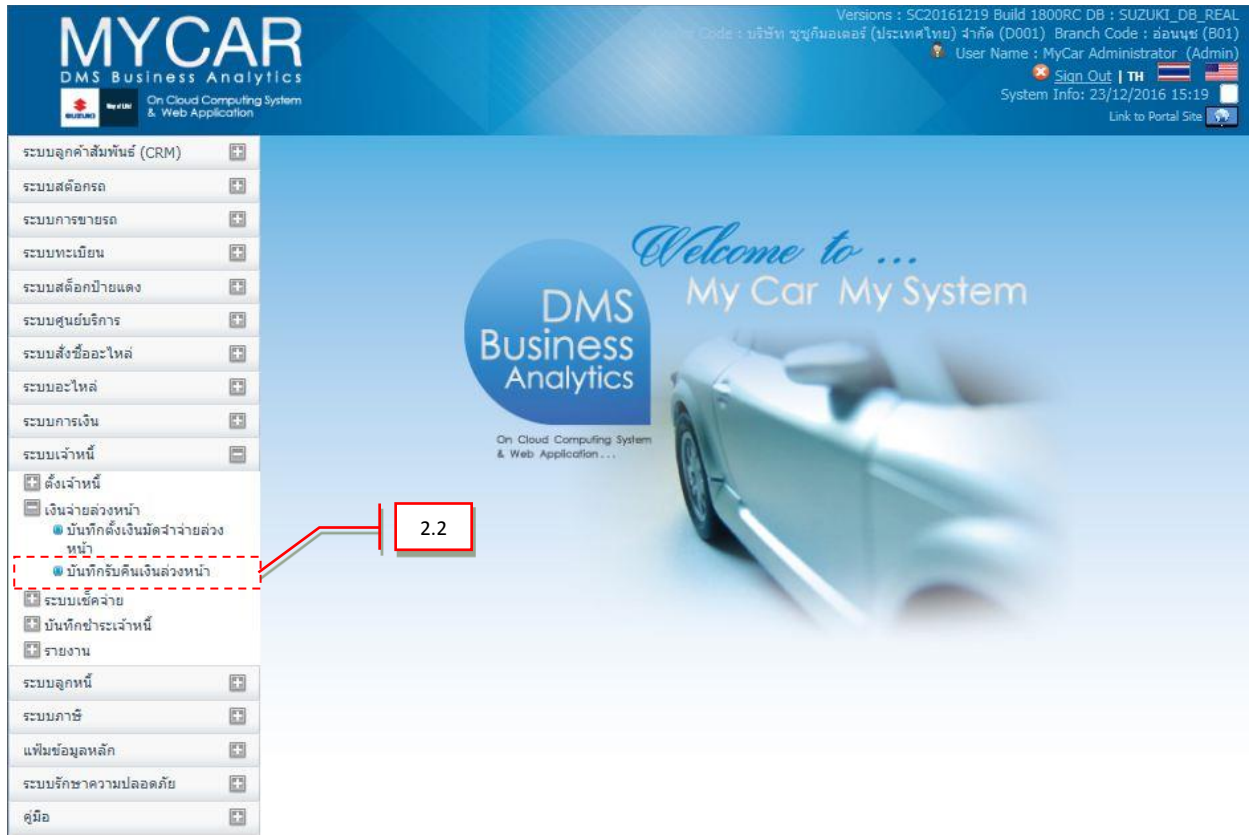 MYCAR
DMS Business Analytics
SUZUKI
Way of Life!
On Cloud Computing System
& Web Application
Versions : SC20161219 Build 1800RC DB : SUZUKI_DB_REAL
Code : บริษัท ซูซูกิมอเตอร์ (ประเทศไทย) จำกัด (D001) Branch Code : อ่อนนุช (B01)
User Name : MyCar Administrator (Admin)
Sign Out | TH
System Info: 23/12/2016 15:19
Link to Portal Site
ระบบลูกค้าสัมพันธ์ (CRM)
ระบบสต๊อกรถ
ระบบการขายรถ
ระบบทะเบียน
ระบบสต็อกป้ายแดง
ระบบศูนย์บริการ
ระบบสั่งซื้ออะไหล่
ระบบอะไหล่
ระบบการเงิน
ระบบเจ้าหนี้
ตั้งเจ้าหนี้
เงินจ่ายล่วงหน้า
บันทึกตั้งเงินมัดจำจ่ายล่วง
หน้า
บันทึกรับคืนเงินล่วงหน้า
ระบบเช็คจ่าย
บันทึกชำระเจ้าหนี้
รายงาน
ระบบลูกหนี้
ระบบภาษี
แฟ้มข้อมูลหลัก
ระบบรักษาความปลอดภัย
คู่มือ
2.2
Welcome to ...
My Car My System
DMS
Business
Analytics
On Cloud Computing System
& Web Application . . .